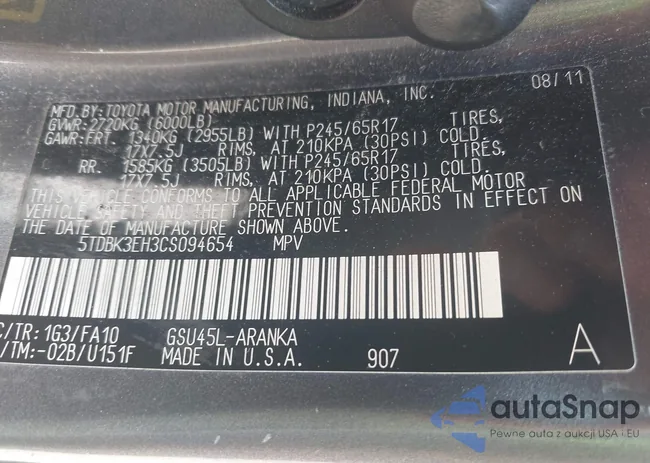 08/11
MFD.BY:TOYOTA MOTOR MANUFACTURING, INDIANA, INC.
GVWR:2720KG (6000LB)
GAWR:FRT. 1340KG (2955LB) WITH P245/65R17 TIRES,
17X7.5J RIMS, AT 210KPA (30PSI) COLD.
RR. 1585KG (3505LB) WITH P245/65R17 TIRES,
17X7.5J RIMS, AT 210KPA (30PSI) COLD.
THIS VEHICLE CONFORMS TO ALL APPLICABLE FEDERAL MOTOR
VEHICLE SAFETY AND THEFT PREVENTION STANDARDS IN EFFECT ON
THE DATE OF MANUFACTURE SHOWN ABOVE.
5TDBK3EH3CS094654 MPV
C/TR:1G3/FA10 GSU45L-ARANKA
/TM:-02B/U151F MADE IN U.S.A. 907 A
autaSnap
Pewne auta z aukcji USA i EU